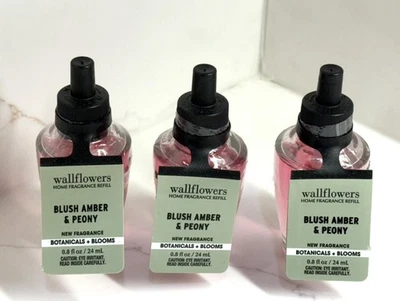 wallflowers
HOME FRAGRANCE REFILL
BLUSH AMBER
& PEONY
NEW FRAGRANCE
BOTANICALS + BLOOMS
0.8 fl oz / 24 mL
CAUTION: EYE IRRITANT.
READ INSIDE CAREFULLY.
wallflowers
HOME FRAGRANCE REFILL
BLUSH AMBER
& PEONY
NEW FRAGRANCE
BOTANICALS + BLOOMS
0.8 fl oz / 24 mL
CAUTION: EYE IRRITANT.
READ INSIDE CAREFULLY.
wallflowers
HOME FRAGRANCE REFILL
BLUSH AMBER
& PEONY
NEW FRAGRANCE
BOTANICALS + BLOOMS
0.8 fl oz / 24 mL
CAUTION: EYE IRRITANT.
READ INSIDE CAREFULLY.